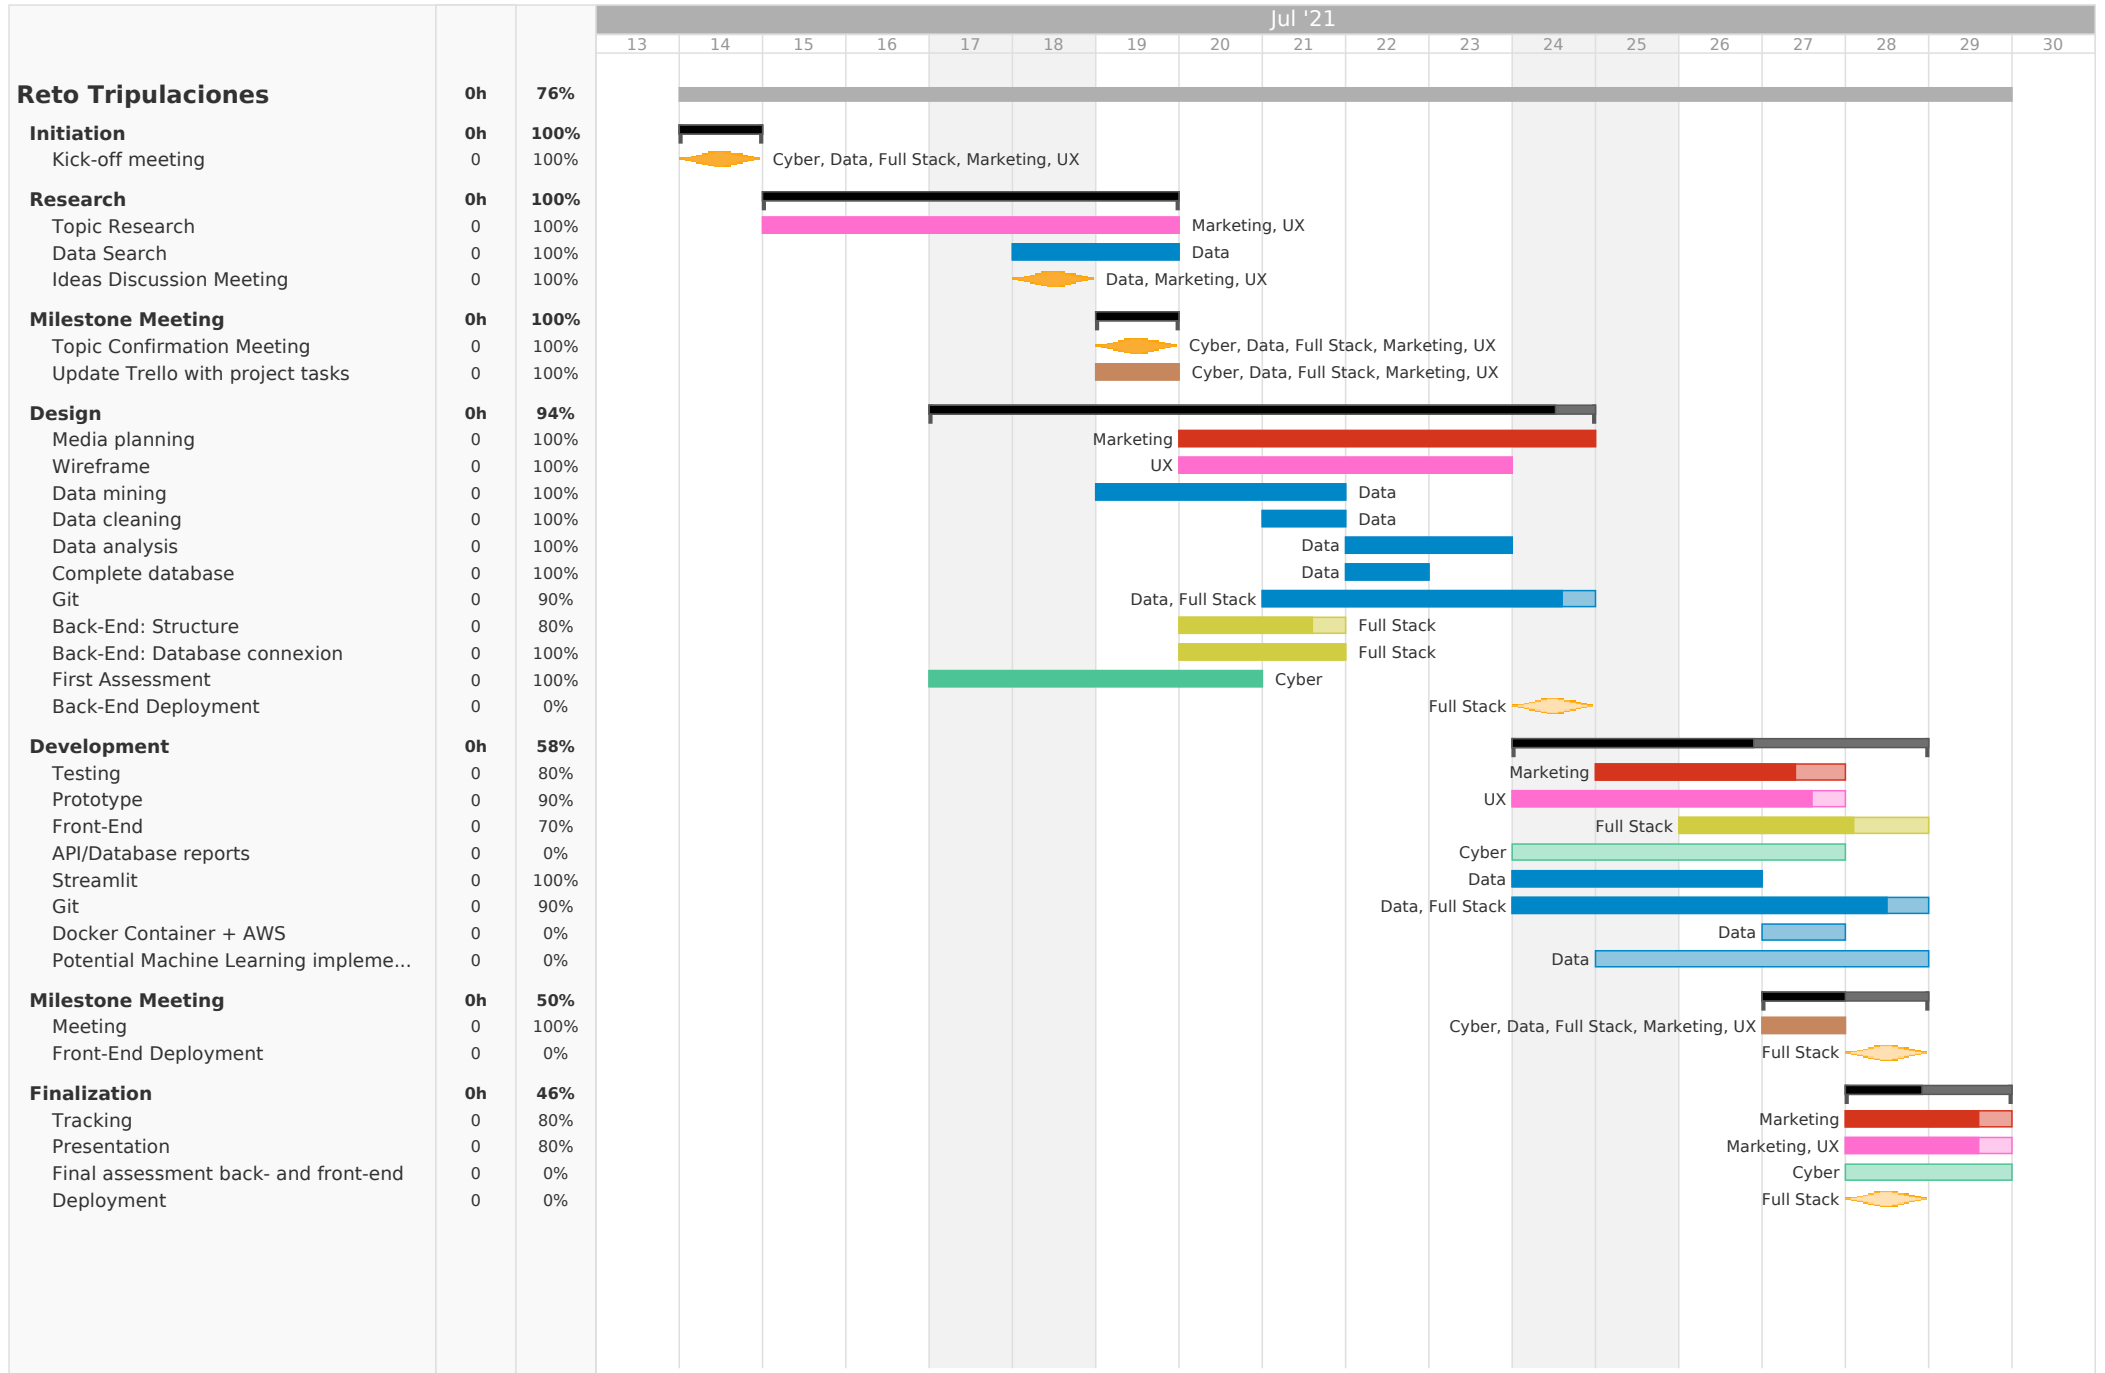 Jul '21
13 14 15 16 17 18 19 20 21 22 23 24 25 26 27 28 29 30
Reto Tripulaciones 0h 76%
Initiation 0h 100%
Kick-off meeting 0 100% Cyber, Data, Full Stack, Marketing, UX
Research 0h 100%
Topic Research 0 100% Marketing, UX
Data Search 0 100% Data
Ideas Discussion Meeting 0 100% Data, Marketing, UX
Milestone Meeting 0h 100%
Topic Confirmation Meeting 0 100% Cyber, Data, Full Stack, Marketing, UX
Update Trello with project tasks 0 100% Cyber, Data, Full Stack, Marketing, UX
Design 0h 94%
Media planning 0 100% Marketing
Wireframe 0 100% UX
Data mining 0 100% Data
Data cleaning 0 100% Data
Data analysis 0 100% Data
Complete database 0 100% Data
Git 0 90% Data, Full Stack
Back-End: Structure 0 80% Full Stack
Back-End: Database connexion 0 100% Full Stack
First Assessment 0 100% Cyber
Back-End Deployment 0 0% Full Stack
Development 0h 58%
Testing 0 80% Marketing
Prototype 0 90% UX
Front-End 0 70% Full Stack
API/Database reports 0 0% Cyber
Streamlit 0 100% Data
Git 0 90% Data, Full Stack
Docker Container + AWS 0 0% Data
Potential Machine Learning impleme... 0 0% Data
Milestone Meeting 0h 50%
Meeting 0 100% Cyber, Data, Full Stack, Marketing, UX
Front-End Deployment 0 0% Full Stack
Finalization 0h 46%
Tracking 0 80% Marketing
Presentation 0 80% Marketing, UX
Final assessment back- and front-end 0 0% Cyber
Deployment 0 0% Full Stack